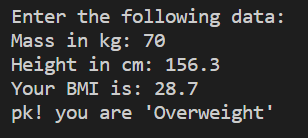 Enter the following data:
Mass in kg: 70
Height in cm: 156.3
Your BMI is: 28.7
pk! you are 'Overweight'